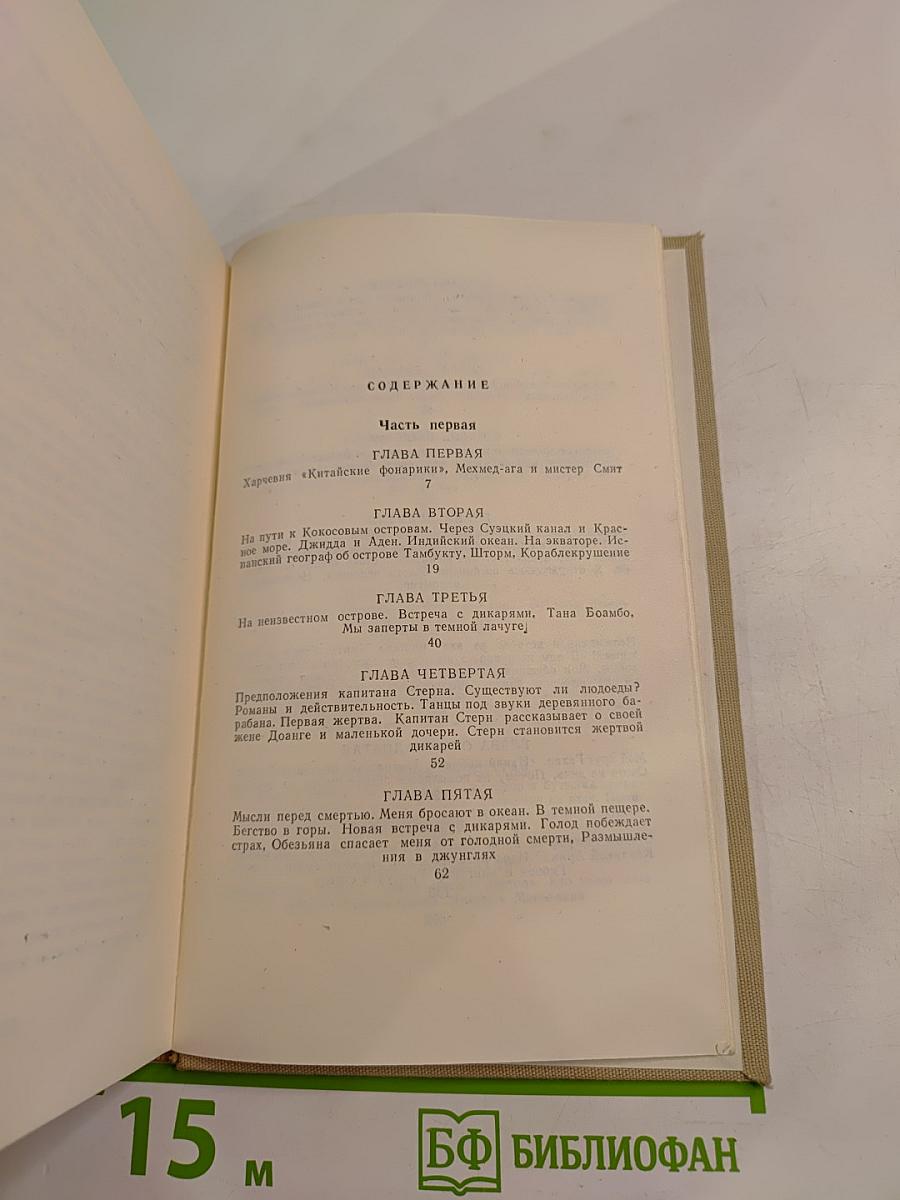 СОДЕРЖАНИЕ
Часть первая
ГЛАВА ПЕРВАЯ
Харчевня «Китайские фонарики», Мехмед-ага и мистер Смит
7
ГЛАВА ВТОРАЯ
На пути к Кокосовым островам. Через Суэцкий канал и Крас-
ное море. Джидда и Аден. Индийский океан. На экваторе. Ис-
панский географ об острове Тамбукту, Шторм, Кораблекрушение
19
ГЛАВА ТРЕТЬЯ
На неизвестном острове. Встреча с дикарями, Тана Боамбо,
Мы заперты в темной лачуге,
40
ГЛАВА ЧЕТВЕРТАЯ
Предположения капитана Стерна. Существуют ли людоеды?
Романы и действительность. Танцы под звуки деревянного ба-
рабана. Первая жертва. Капитан Стерн рассказывает о своей
жене Доанге и маленькой дочери. Стерн становится жертвой
дикарей
52
ГЛАВА ПЯТАЯ
Мысли перед смертью. Меня бросают в океан. В темной пещере.
Бегство в горы. Новая встреча с дикарями. Голод побеждает
страх, Обезьяна спасает меня от голодной смерти, Размышле-
ния в джунглях
62
15 м
БФ БИБЛИОФАН